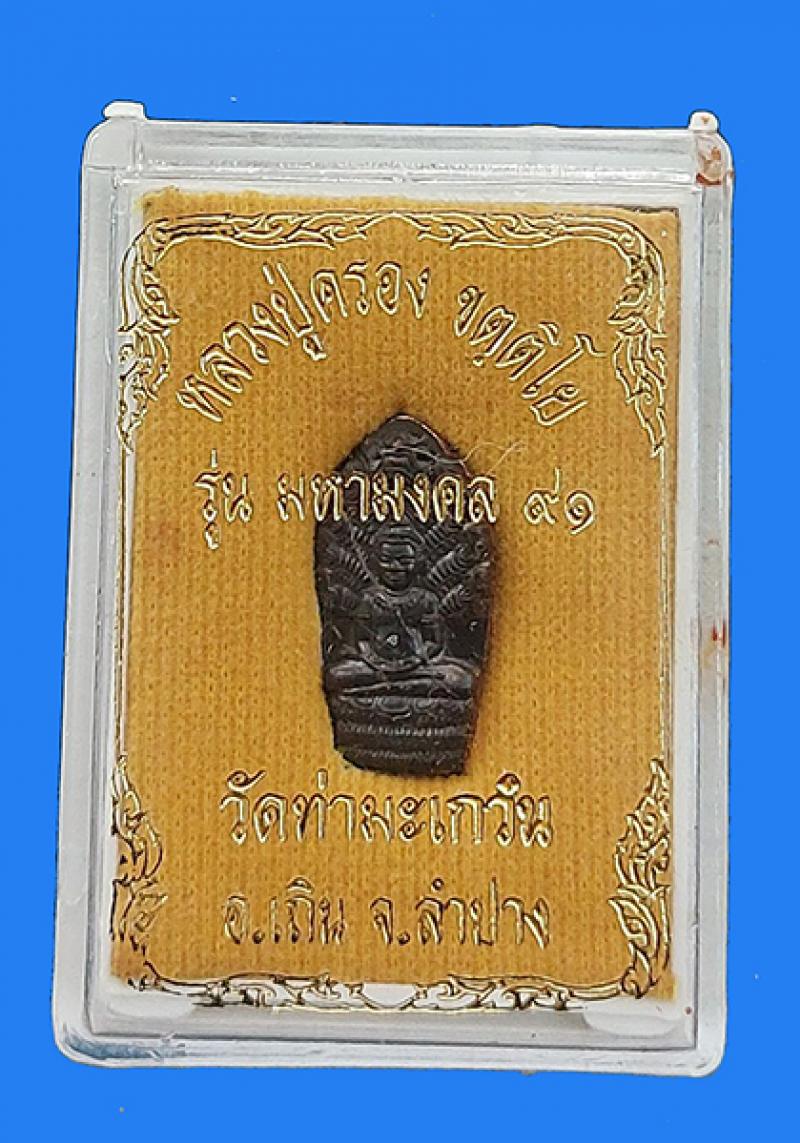 หลวงปู่ครอง ขตฺติโย
รุ่น มหามงคล ๙๑
วัดท่ามะเกว๋น
อ.เถิน จ.ลำปาง